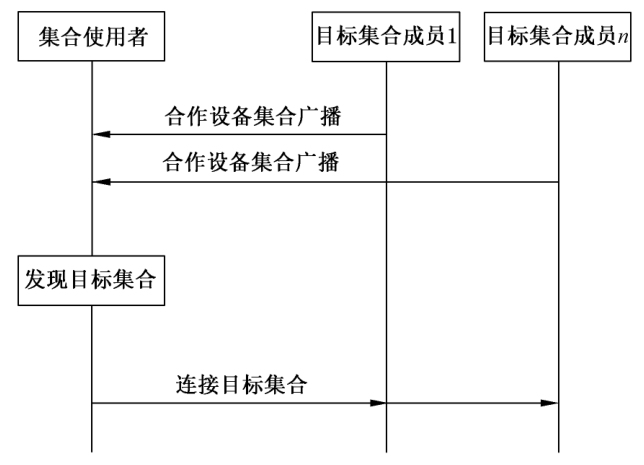 集合使用者
目标集合成员1
目标集合成员n
合作设备集合广播
合作设备集合广播
发现目标集合
连接目标集合